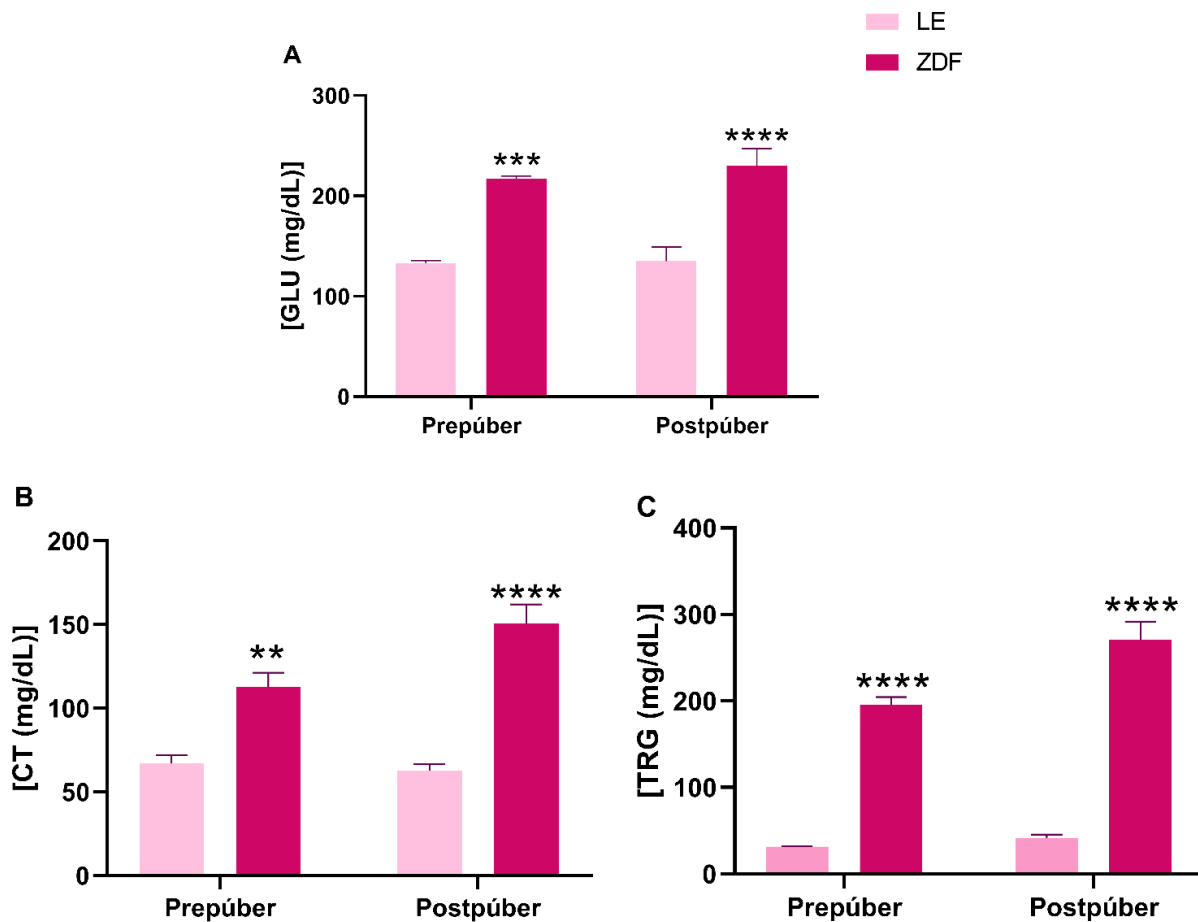 LE
ZDF
A
[GLU (mg/dL)]
300
200
100
0
***
****
Prepúber
Postpúber
B
[CT (mg/dL)]
200
150
100
50
0
**
****
Prepúber
Postpúber
C
[TRG (mg/dL)]
400
300
200
100
0
****
****
Prepúber
Postpúber